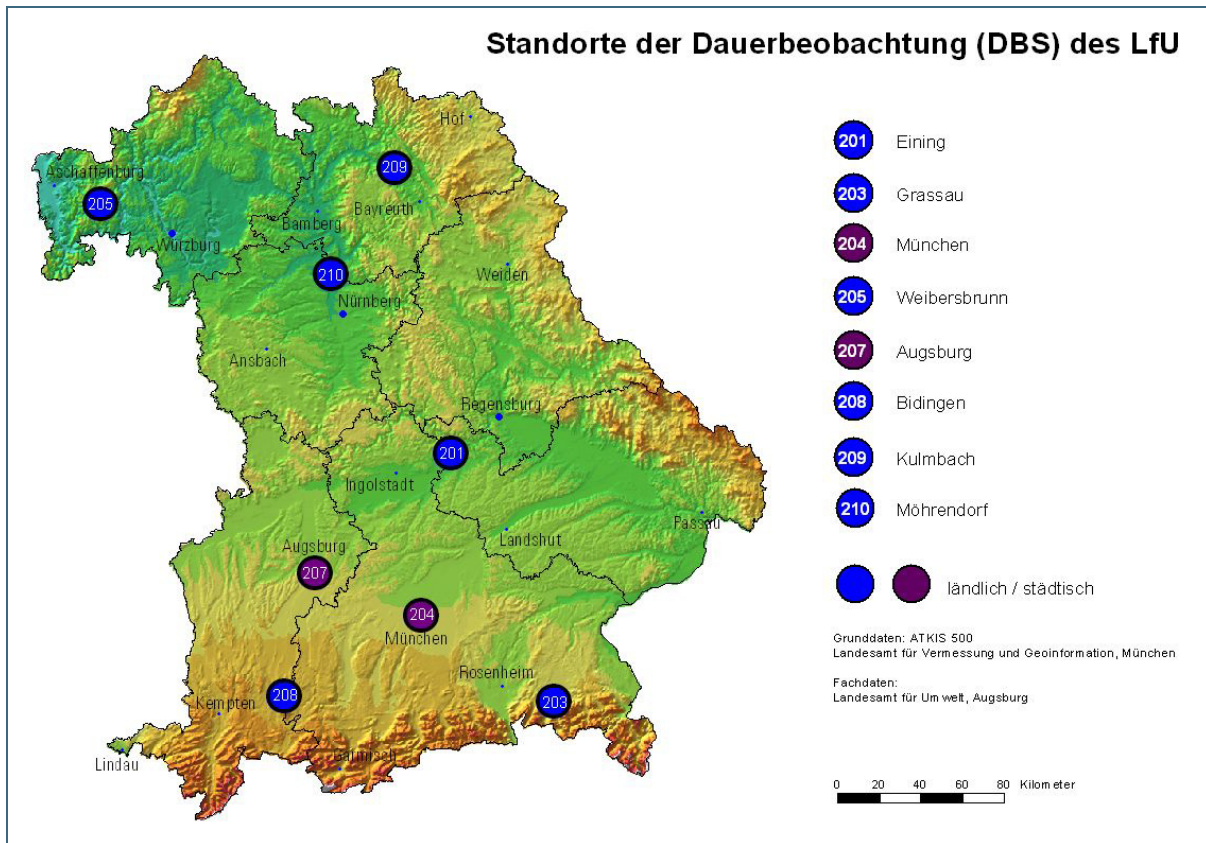 Standorte der Dauerbeobachtung (DBS) des LfU
Hof
209
Aschaffenburg
205
Bayreuth
Bamberg
Würzburg
210
Weiden
Nürnberg
Ansbach
Regensburg
201
Ingolstadt
Passau
Landshut
Augsburg
207
204
München
Rosenheim
208
203
Kempten
Garmisch
Lindau
201 Eining
203 Grassau
204 München
205 Weibersbrunn
207 Augsburg
208 Bidingen
209 Kulmbach
210 Möhrendorf
ländlich / städtisch
Grunddaten: ATKIS 500
Landesamt für Vermessung und Geoinformation, München
Fachdaten:
Landesamt für Umwelt, Augsburg
0 20 40 60 80 Kilometer